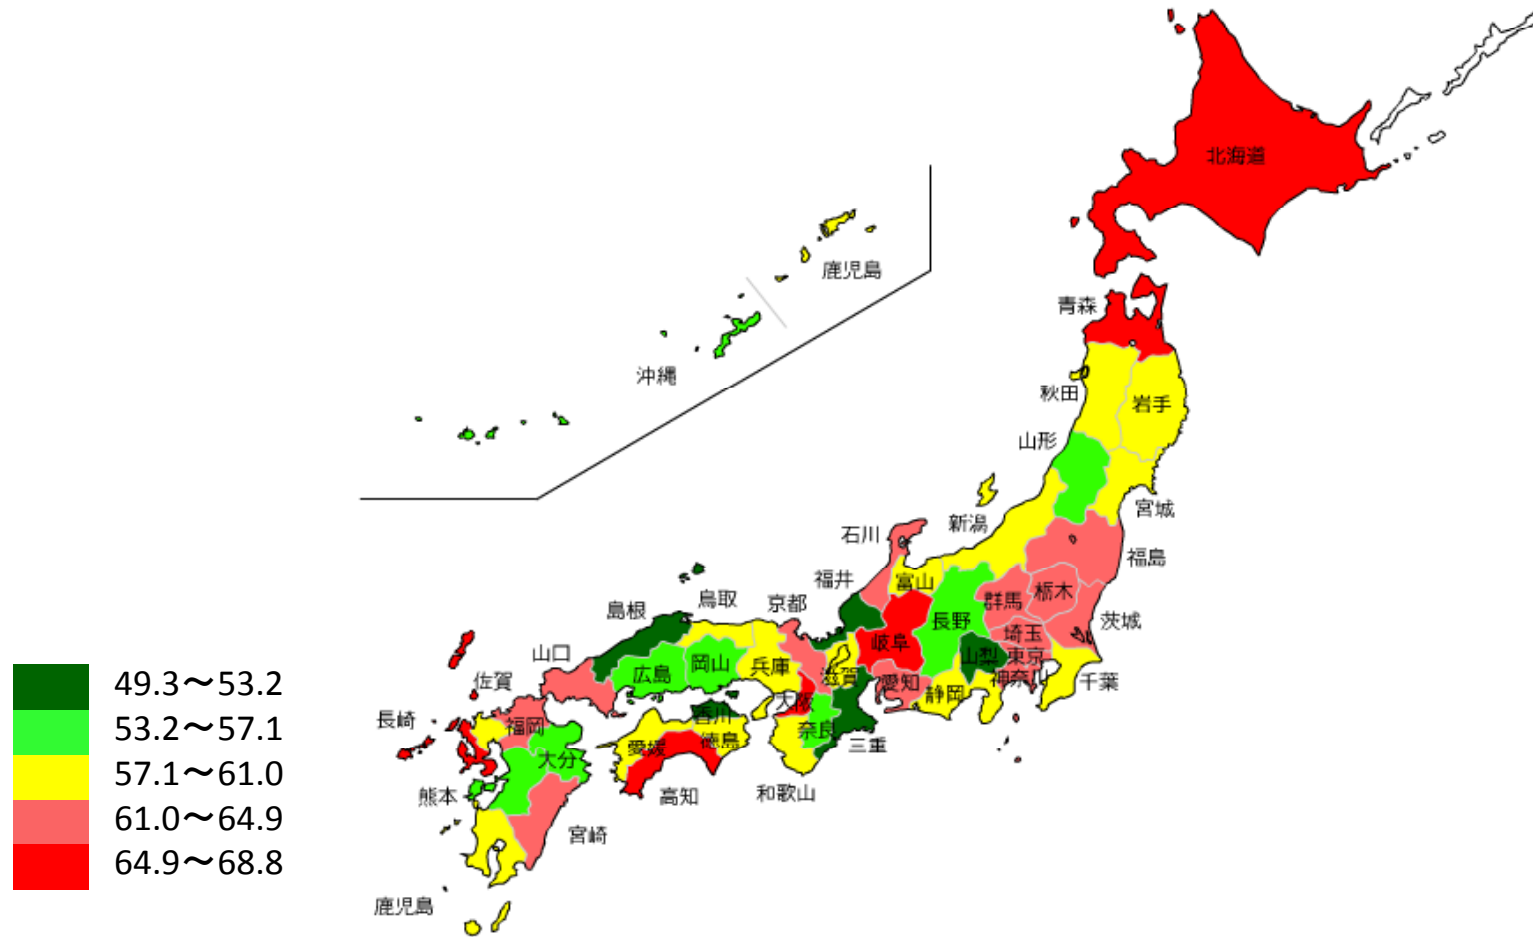 北海道
鹿児島
青森
沖縄
秋田
岩手
山形
宮城
新潟
石川
福島
福井
富山
栃木
群馬
鳥取
京都
島根
茨城
長野
埼玉
岐阜
山口
東京
山梨
兵庫
岡山
広島
滋賀
神奈川
佐賀
愛知
千葉
49.3～53.2
静岡
大阪
香川
長崎
福岡
奈良
53.2～57.1
徳島
愛媛
三重
大分
57.1～61.0
和歌山
高知
熊本
61.0～64.9
宮崎
64.9～68.8
鹿児島